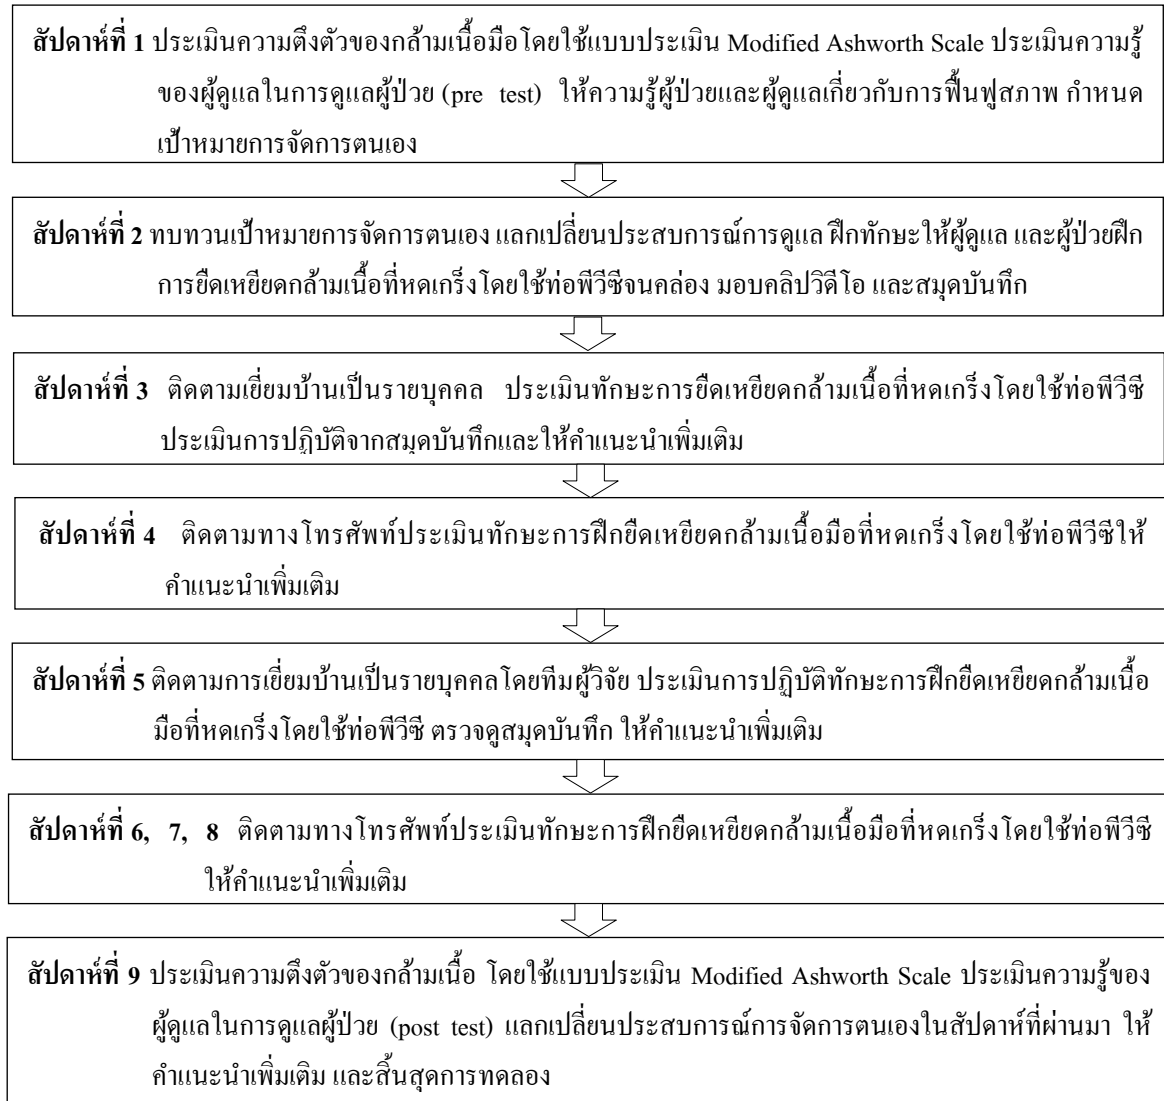 สัปดาห์ที่ 1 ประเมินความตึงตัวของกล้ามเนื้อมือโดยใช้แบบประเมิน Modified Ashworth Scale ประเมินความรู้
ของผู้ดูแลในการดูแลผู้ป่วย (pre test) ให้ความรู้ผู้ป่วยและผู้ดูแลเกี่ยวกับการฟื้นฟูสภาพ กำหนด
เป้าหมายการจัดการตนเอง
สัปดาห์ที่ 2 ทบทวนเป้าหมายการจัดการตนเอง แลกเปลี่ยนประสบการณ์การดูแล ฝึกทักษะให้ผู้ดูแล และผู้ป่วยฝึก
การยืดเหยียดกล้ามเนื้อที่หดเกร็งโดยใช้ท่อพีวีซีจนคล่อง มอบคลิปวิดีโอ และสมุดบันทึก
สัปดาห์ที่ 3 ติดตามเยี่ยมบ้านเป็นรายบุคคล ประเมินทักษะการยืดเหยียดกล้ามเนื้อที่หดเกร็งโดยใช้ท่อพีวีซี
ประเมินการปฏิบัติจากสมุดบันทึกและให้คำแนะนำเพิ่มเติม
สัปดาห์ที่ 4 ติดตามทางโทรศัพท์ประเมินทักษะการฝึกยืดเหยียดกล้ามเนื้อมือที่หดเกร็งโดยใช้ท่อพีวีซีให้
คำแนะนำเพิ่มเติม
สัปดาห์ที่ 5 ติดตามการเยี่ยมบ้านเป็นรายบุคคลโดยทีมผู้วิจัย ประเมินการปฏิบัติทักษะการฝึกยืดเหยียดกล้ามเนื้อ
มือที่หดเกร็งโดยใช้ท่อพีวีซี ตรวจดูสมุดบันทึก ให้คำแนะนำเพิ่มเติม
สัปดาห์ที่ 6, 7, 8 ติดตามทางโทรศัพท์ประเมินทักษะการฝึกยืดเหยียดกล้ามเนื้อมือที่หดเกร็งโดยใช้ท่อพีวีซี
ให้คำแนะนำเพิ่มเติม
สัปดาห์ที่ 9 ประเมินความตึงตัวของกล้ามเนื้อ โดยใช้แบบประเมิน Modified Ashworth Scale ประเมินความรู้ของ
ผู้ดูแลในการดูแลผู้ป่วย (post test) แลกเปลี่ยนประสบการณ์การจัดการตนเองในสัปดาห์ที่ผ่านมา ให้
คำแนะนำเพิ่มเติม และสิ้นสุดการทดลอง